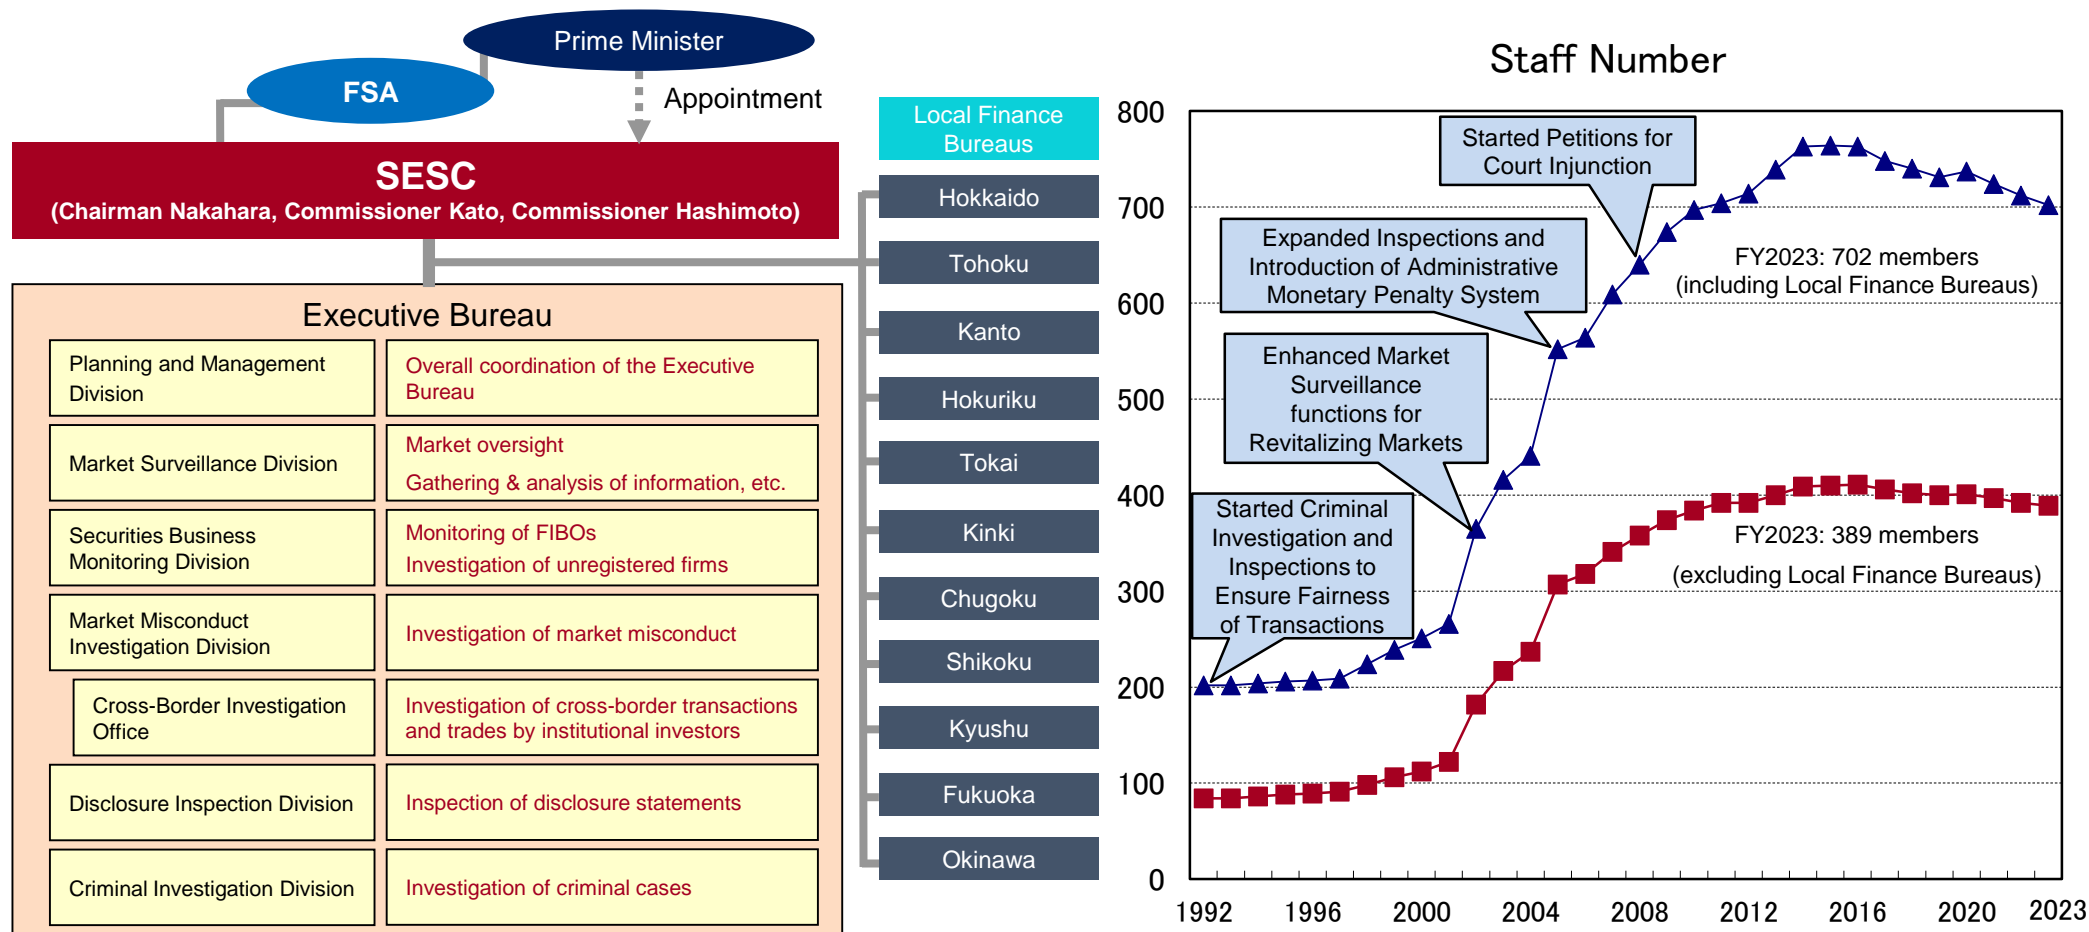 Prime Minister
FSA
Appointment
SESC
(Chairman Nakahara, Commissioner Kato, Commissioner Hashimoto)
Executive Bureau
Planning and Management
Division
Overall coordination of the Executive
Bureau
Market Surveillance Division
Market oversight
Gathering & analysis of information, etc.
Securities Business
Monitoring Division
Monitoring of FIBOs
Investigation of unregistered firms
Market Misconduct
Investigation Division
Investigation of market misconduct
Cross-Border Investigation
Office
Investigation of cross-border transactions
and trades by institutional investors
Disclosure Inspection Division
Inspection of disclosure statements
Criminal Investigation Division
Investigation of criminal cases
Local Finance
Bureaus
Hokkaido
Tohoku
Kanto
Hokuriku
Tokai
Kinki
Chugoku
Shikoku
Kyushu
Fukuoka
Okinawa
Staff Number
800
700
600
500
400
300
200
100
0
Started Petitions for
Court Injunction
Expanded Inspections and
Introduction of Administrative
Monetary Penalty System
Enhanced Market
Surveillance
functions for
Revitalizing Markets
Started Criminal
Investigation and
Inspections to
Ensure Fairness
of Transactions
FY2023: 702 members
(including Local Finance Bureaus)
FY2023: 389 members
(excluding Local Finance Bureaus)
1992 1996 2000 2004 2008 2012 2016 2020 2023